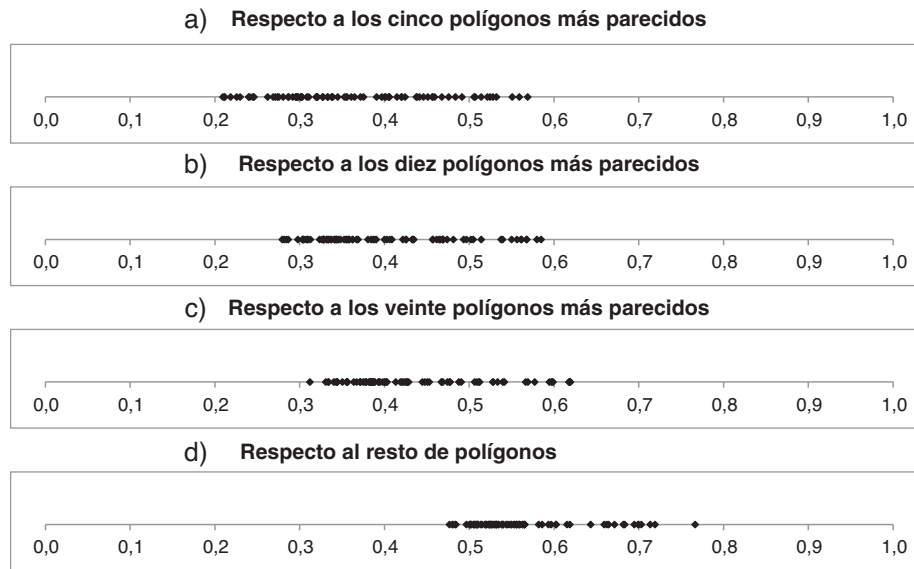 a) Respecto a los cinco polígonos más parecidos
0,0 0,1 0,2 0,3 0,4 0,5 0,6 0,7 0,8 0,9 1,0
b) Respecto a los diez polígonos más parecidos
0,0 0,1 0,2 0,3 0,4 0,5 0,6 0,7 0,8 0,9 1,0
c) Respecto a los veinte polígonos más parecidos
0,0 0,1 0,2 0,3 0,4 0,5 0,6 0,7 0,8 0,9 1,0
d) Respecto al resto de polígonos
0,0 0,1 0,2 0,3 0,4 0,5 0,6 0,7 0,8 0,9 1,0